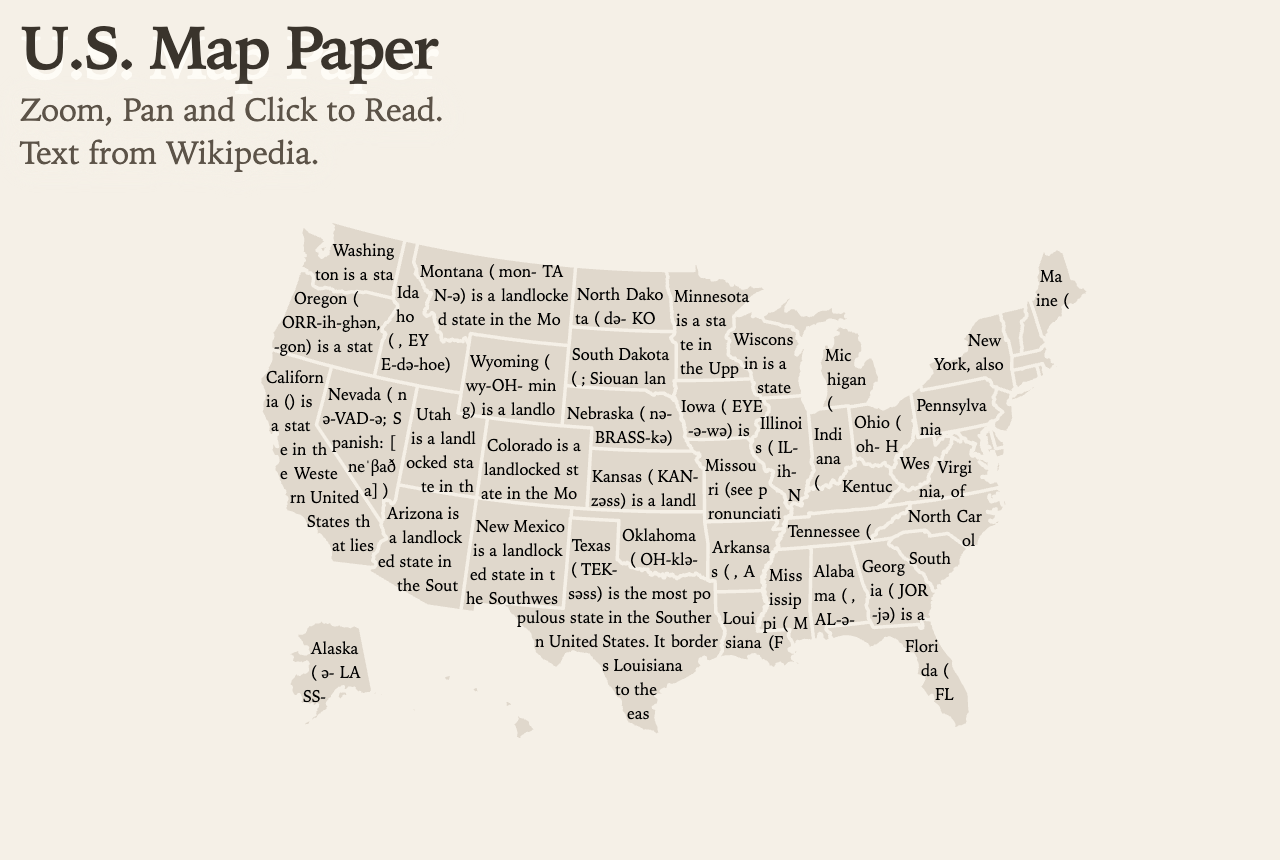 U.S. Map Paper
Zoom, Pan and Click to Read.
Text from Wikipedia.
Washing
ton is a sta
Oregon (
ORR-ih-ghən,
-gon) is a stat
Ida
ho
( , EY
E-də-hoe)
Montana ( mon- TA
N-ə) is a landlocke
d state in the Mo
North Dako
ta ( də- KO
Minnesota
is a sta
te in
the Upp
Wiscons
in is a
state
Mic
higan
(
Ma
ine (
New
York, also
Californ
ia () is
a stat
e in th
e Weste
rn United
States th
at lies
Nevada ( n
ə-VAD-ə; S
panish: [
neˈβað
a] )
Utah
is a landl
ocked sta
te in th
Wyoming (
wy-OH- min
g) is a landlo
South Dakota
( ; Siouan lan
Nebraska ( nə-
BRASS-kə)
Iowa ( EYE
-ə-wə) is
Illinoi
s ( IL-
ih-
N
Indi
ana
(
Ohio (
oh- H
Pennsylva
nia
Colorado is a
landlocked st
ate in the Mo
Kansas ( KAN-
zəss) is a landl
Missou
ri (see p
ronunciati
Kentuc
Wes
Virgi
nia, of
Arizona is
a landlock
ed state in
the Sout
New Mexico
is a landlock
ed state in t
he Southwes
Texas
( TEK-
səss) is the most po
pulous state in the Souther
n United States. It border
s Louisiana
to the
eas
Oklahoma
( OH-klə-
Arkansa
s ( , A
Tennessee (
North Car
ol
South
Loui
siana (F
Miss
issip
pi ( M
Alaba
ma ( ,
AL-ə-
Georg
ia ( JOR
-jə) is a
Flori
da (
FL
Alaska
( ə- LA
SS-